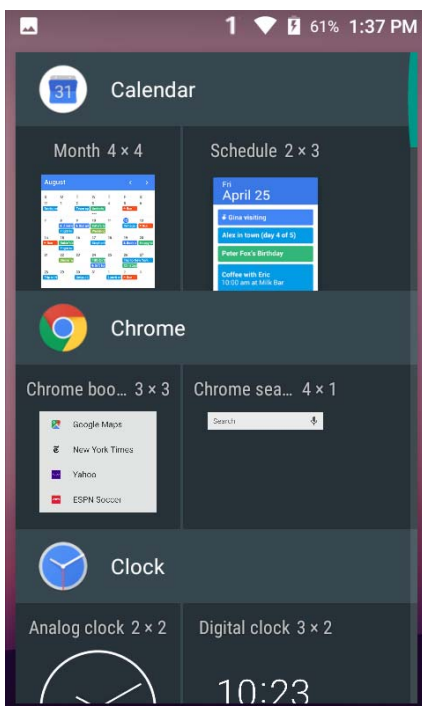 1 61% 1:37 PM
31 Calendar
Month 4 × 4 Schedule 2 × 3
August
Fri
April 25
Gina visiting
Alex in town (day 4 of 5)
Peter Fox's Birthday
Coffee with Eric
10:00 am at Milk Bar
Chrome
Chrome boo... 3 × 3 Chrome sea... 4 × 1
Google Maps
New York Times
Yahoo
ESPN Soccer
Search
Clock
Analog clock 2 × 2 Digital clock 3 × 2
10:23